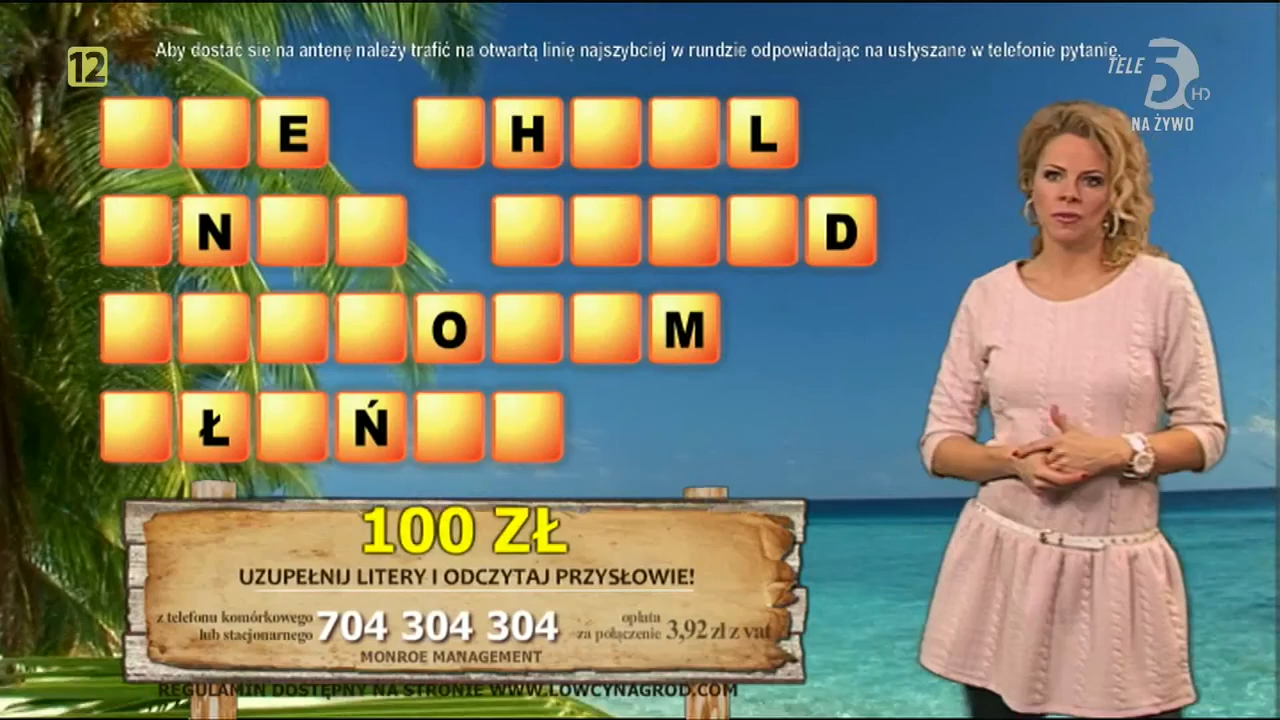 Aby dostać się na antenę należy trafić na otwartą linię najszybciej w rundzie odpowiadając na usłyszane w telefonie pytanie.
12
TELE 5 HD
NA ŻYWO
E H L
N D
O M
Ł Ń
100 ZŁ
UZUPEŁNIJ LITERY I ODCZYTAJ PRZYSŁOWIE!
z telefonu komórkowego lub stacjonarnego 704 304 304 opłata za połączenie 3,92 zł z vat
MONROE MANAGEMENT
REGULAMIN DOSTĘPNY NA STRONIE WWW.LOWCYNAGROD.COM